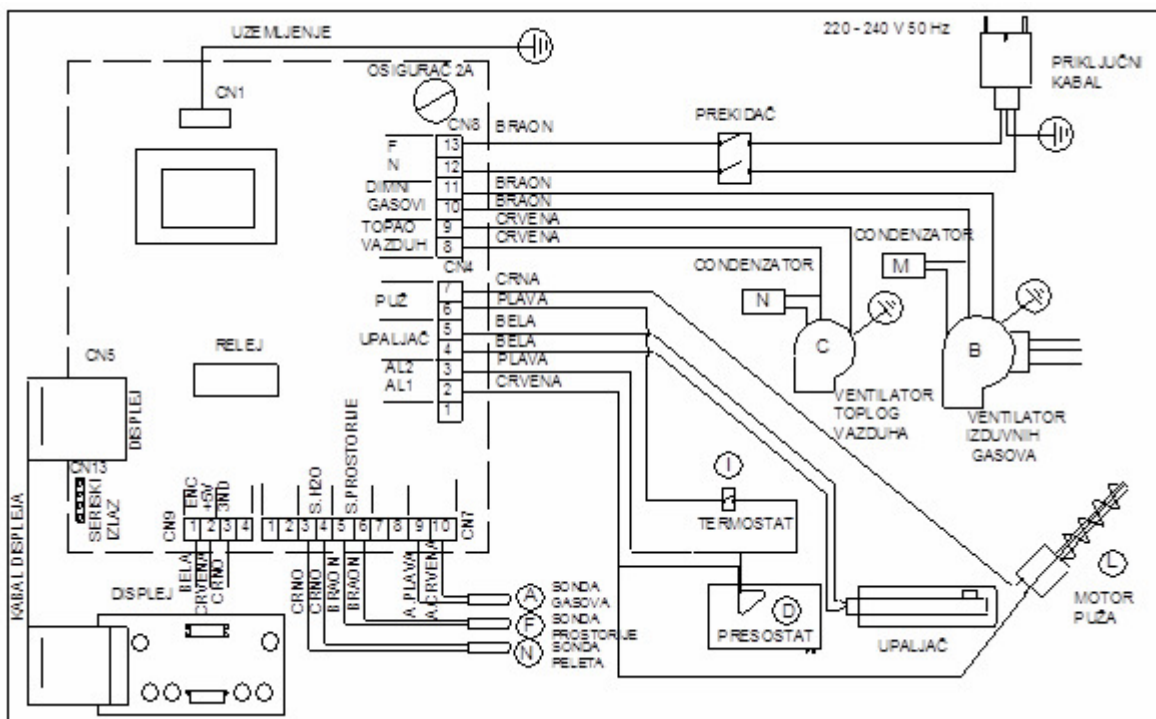 UZEMLJENJE
220 - 240 V 50 Hz
PRIKLJUČNI
KABAL
OSIGURAČ 2A
CN1
CN8
BRAON
PREKIDAČ
F
13
N
12
DIMNI
GASOVI
11
BRAON
10
BRAON
TOPAO
VAZDUH
9
CRVENA
8
CRVENA
CN4
CONDENZATOR
M
CONDENZATOR
N
PUŽ
7
CRNA
6
PLAVA
UPALJAČ
5
BELA
4
BELA
AL2
3
PLAVA
AL1
2
CRVENA
1
C
B
VENTILATOR
TOPLOG
VAZDUHA
VENTILATOR
IZDUVNIH
GASOVA
CN5
RELEJ
DISPLEJ
CN13
SERISKI
IZLAZ
I
TERMOSTAT
CN9
ENC
+5V
3ND
1 2 3 4
S.H2O
S.PROSTORIJE
1 2 3 4 5 6 7 8 9 10
CN7
BELA
CRVENA
CRNO
CRNO
CRNO
BRAON
BRAON
A.PLAVA
A.CRVENA
KABAL DISPLEJA
DISPLEJ
A
SONDA
GASOVA
F
SONDA
PROSTORIJE
N
SONDA
PELETA
D
PRESOSTAT
UPALJAČ
L
MOTOR
PUŽA